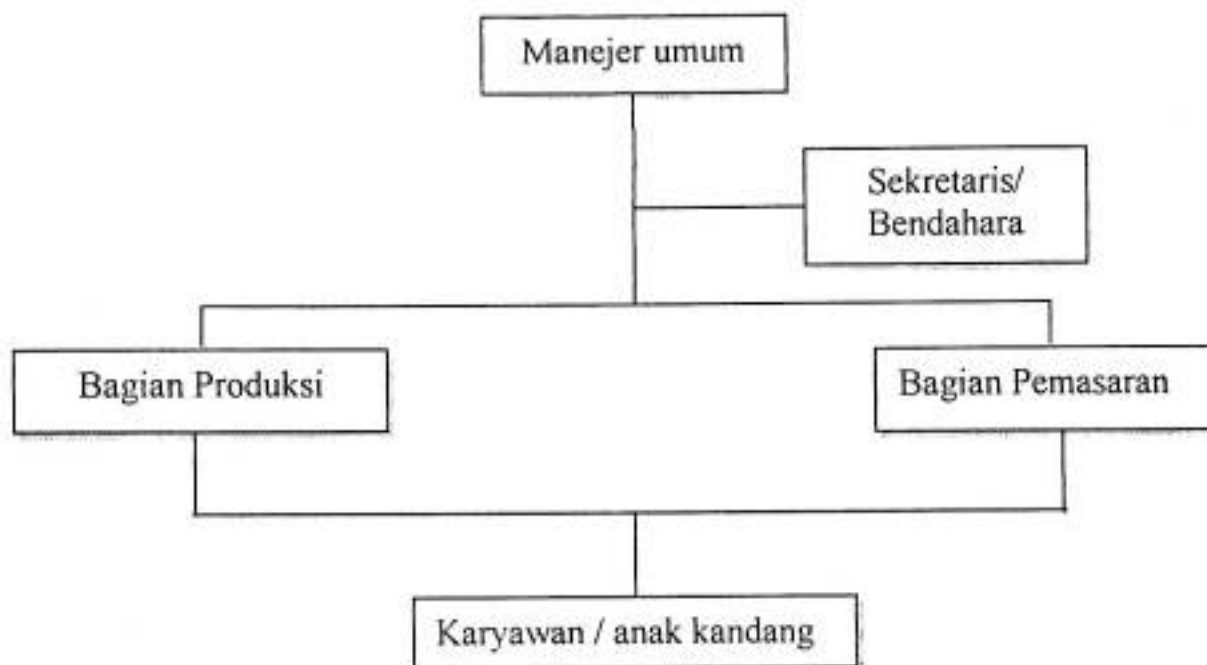 Manejer umum
Sekretaris/
Bendahara
Bagian Produksi
Bagian Pemasaran
Karyawan / anak kandang